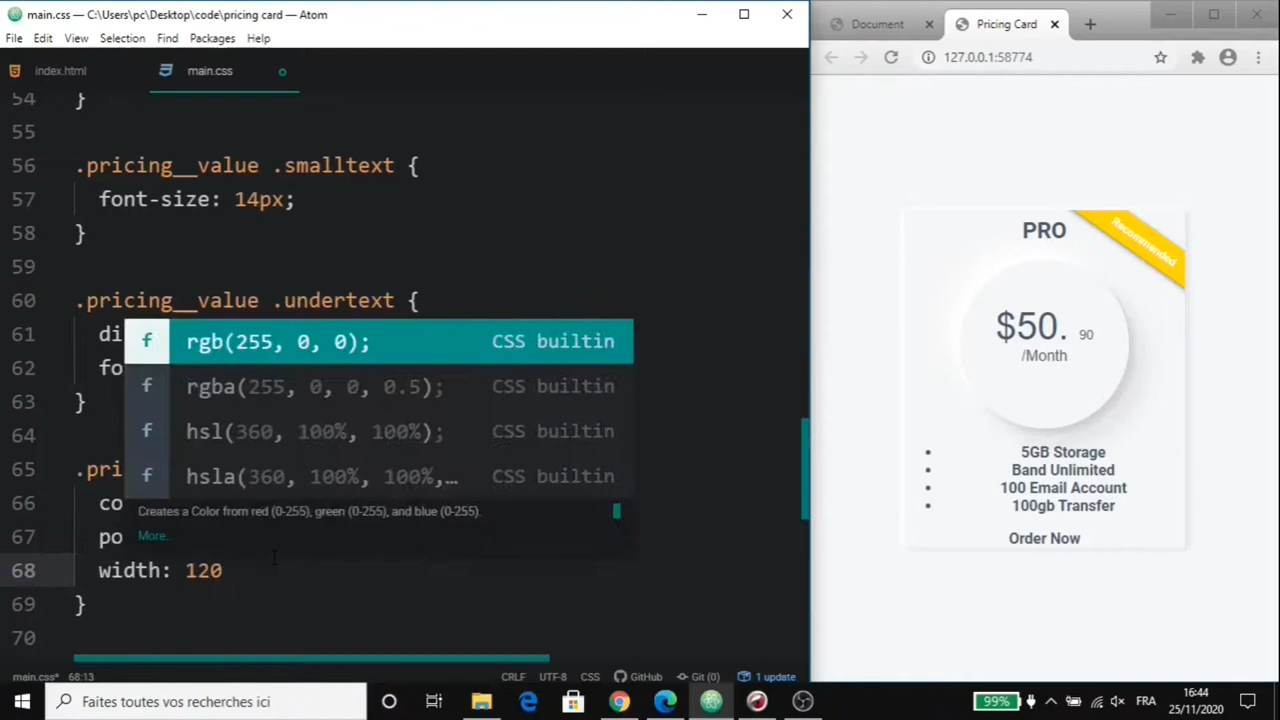 main.css — C:\Users\pc\Desktop\code\pricing card — Atom
File Edit View Selection Find Packages Help
index.html
main.css
54 }
55
56 .pricing__value .smalltext {
57 font-size: 14px;
58 }
59
60 .pricing__value .undertext {
61 di
62 fo
63 }
64
65 .pri
66 co
67 po
68 width: 120
69 }
70
f rgb(255, 0, 0); CSS builtin
f rgba(255, 0, 0, 0.5); CSS builtin
f hsl(360, 100%, 100%); CSS builtin
f hsla(360, 100%, 100%,… CSS builtin
Creates a Color from red (0-255), green (0-255), and blue (0-255).
More..
main.css* 68:13 CRLF UTF-8 CSS GitHub Git (0) 1 update
Document
Pricing Card
127.0.0.1:58774
PRO
Recommended
$50. 90
/Month
5GB Storage
Band Unlimited
100 Email Account
100gb Transfer
Order Now
Faites toutes vos recherches ici
99%
FRA
16:44
25/11/2020